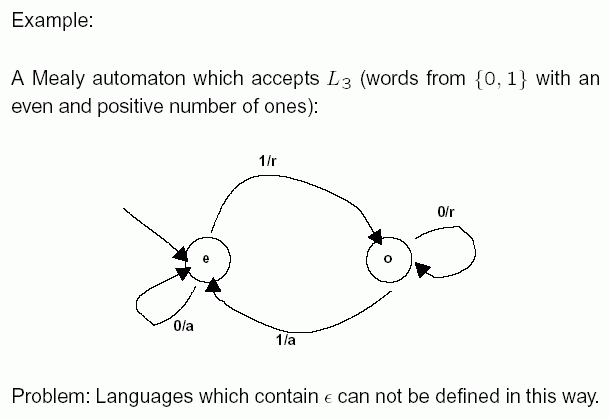 Example:
A Mealy automaton which accepts L₃ (words from {0, 1} with an
even and positive number of ones):
1/r
0/r
e
o
0/a
1/a
Problem: Languages which contain ϵ can not be defined in this way.